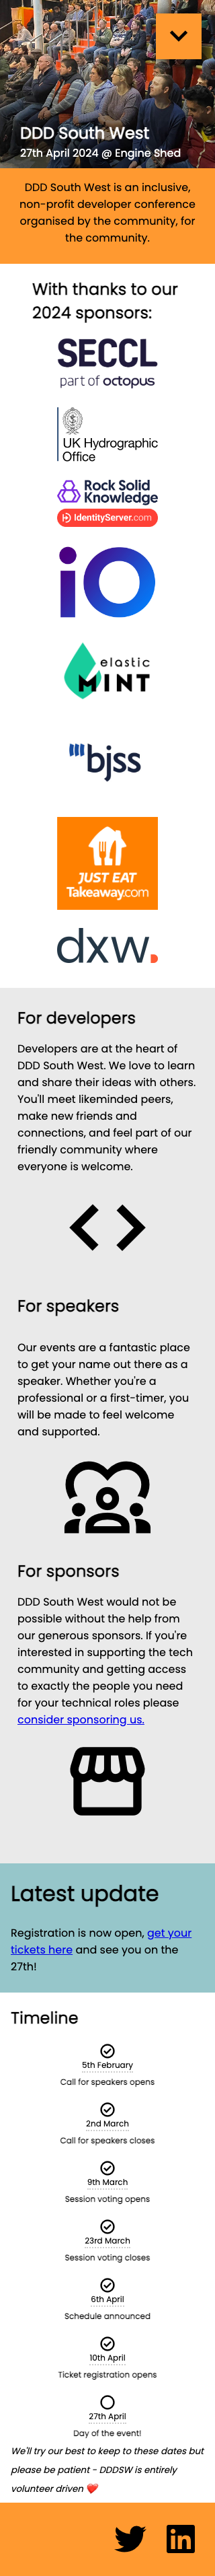 DDD South West
27th April 2024 @ Engine Shed
DDD South West is an inclusive,
non-profit developer conference
organised by the community, for
the community.
With thanks to our
2024 sponsors:
SECCL
part of octopus
UK Hydrographic
Office
Rock Solid
Knowledge
IdentityServer.com
iO
elastic
MINT
bjss
JUST EAT
Takeaway.com
dxw.
For developers
Developers are at the heart of
DDD South West. We love to learn
and share their ideas with others.
You'll meet likeminded peers,
make new friends and
connections, and feel part of our
friendly community where
everyone is welcome.
For speakers
Our events are a fantastic place
to get your name out there as a
speaker. Whether you're a
professional or a first-timer, you
will be made to feel welcome
and supported.
For sponsors
DDD South West would not be
possible without the help from
our generous sponsors. If you're
interested in supporting the tech
community and getting access
to exactly the people you need
for your technical roles please
consider sponsoring us.
Latest update
Registration is now open, get your
tickets here and see you on the
27th!
Timeline
5th February
Call for speakers opens
2nd March
Call for speakers closes
9th March
Session voting opens
23rd March
Session voting closes
6th April
Schedule announced
10th April
Ticket registration opens
27th April
Day of the event!
We'll try our best to keep to these dates but
please be patient - DDDSW is entirely
volunteer driven ❤️
in